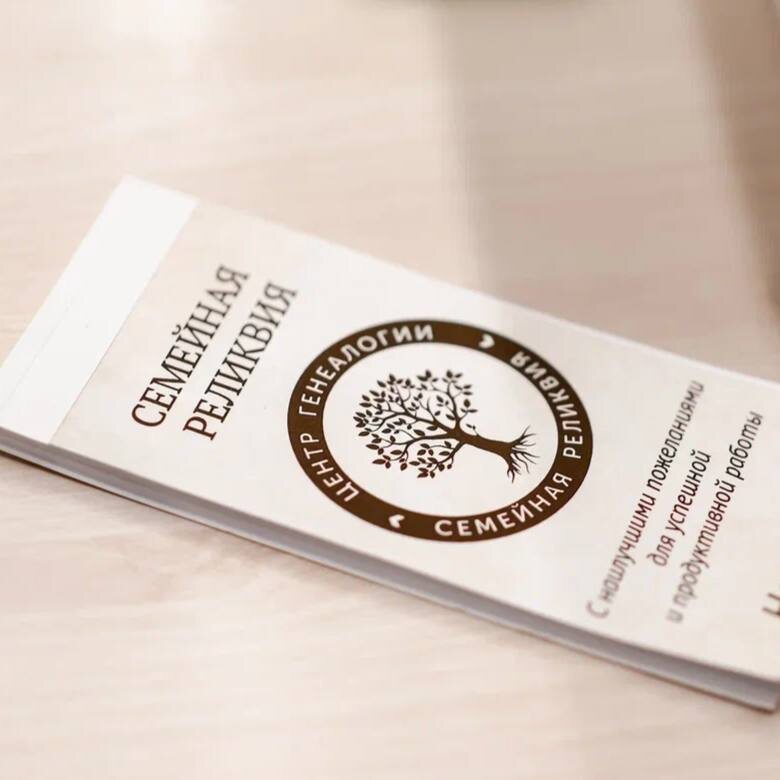 СЕМЕЙНАЯ
РЕЛИКВИЯ
ЦЕНТР ГЕНЕАЛОГИИ
СЕМЕЙНАЯ РЕЛИКВИЯ
С наилучшими пожеланиями
для успешной
и продуктивной работы